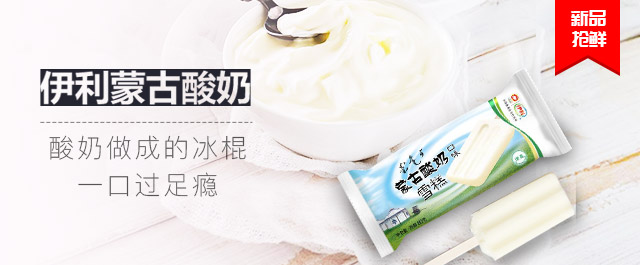 新品
抢鲜
伊利蒙古酸奶
酸奶做成的冰棍
一口过足瘾
蒙古酸奶口味
雪糕